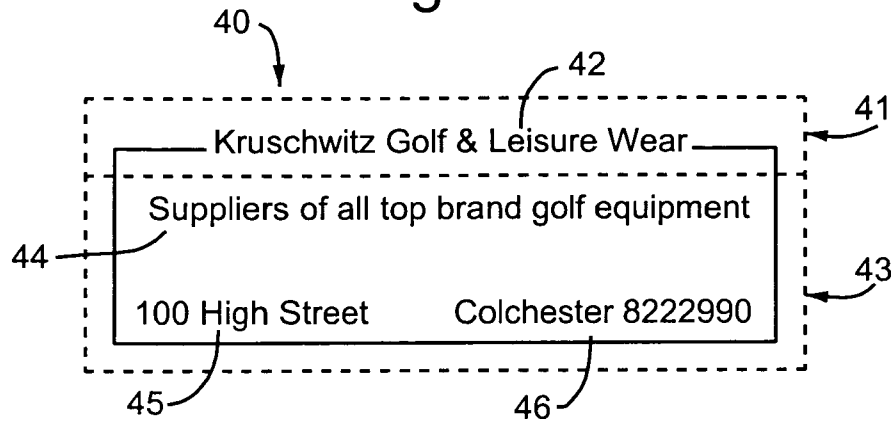 40
42
41
Kruschwitz Golf & Leisure Wear
Suppliers of all top brand golf equipment
44
43
100 High Street Colchester 8222990
45
46